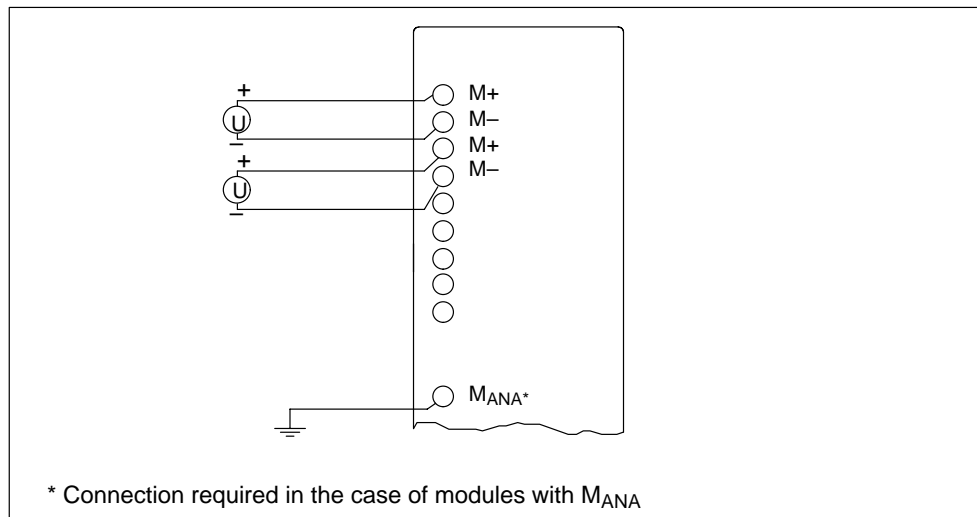 +
M+
U
M–
–
+
M+
M–
U
–
MANA*
* Connection required in the case of modules with MANA